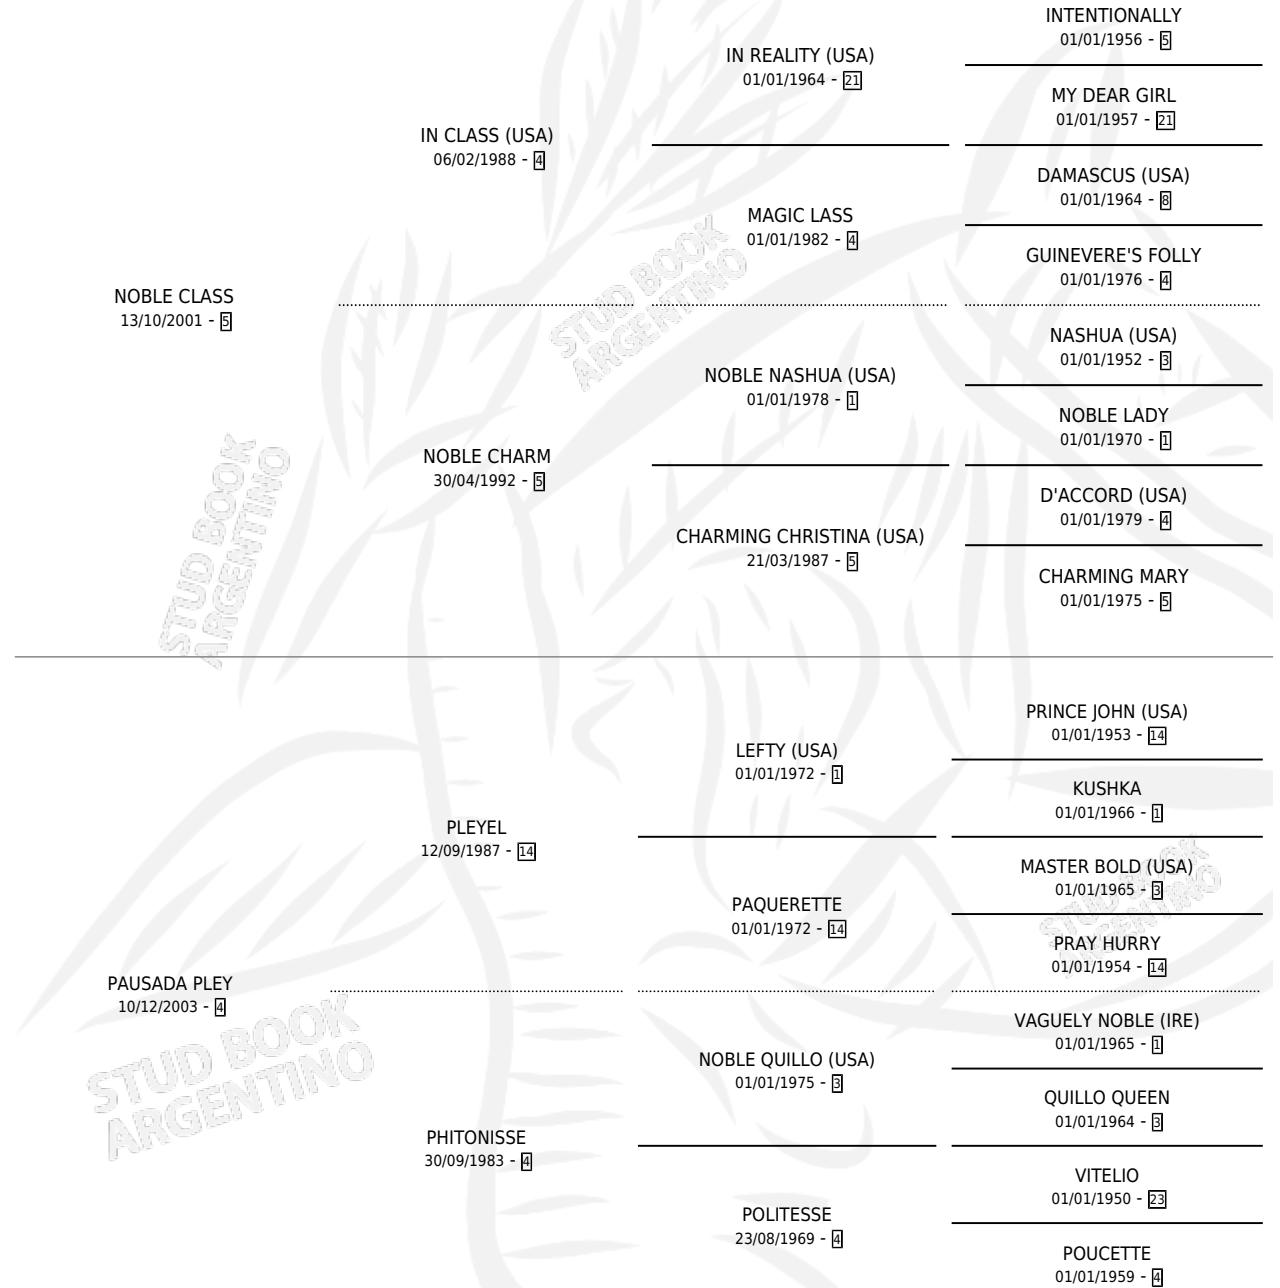 INTENTIONALLY
01/01/1956 - 5
IN REALITY (USA)
01/01/1964 - 21
MY DEAR GIRL
01/01/1957 - 21
IN CLASS (USA)
06/02/1988 - 4
DAMASCUS (USA)
01/01/1964 - 8
MAGIC LASS
01/01/1982 - 4
GUINEVERE'S FOLLY
01/01/1976 - 4
NOBLE CLASS
13/10/2001 - 5
STUD BOOK
ARGENTINO
NASHUA (USA)
01/01/1952 - 3
NOBLE NASHUA (USA)
01/01/1978 - 1
NOBLE LADY
01/01/1970 - 1
NOBLE CHARM
30/04/1992 - 5
D'ACCORD (USA)
01/01/1979 - 4
CHARMING CHRISTINA (USA)
21/03/1987 - 5
CHARMING MARY
01/01/1975 - 5
STUD BOOK
ARGENTINO
PRINCE JOHN (USA)
01/01/1953 - 14
LEFTY (USA)
01/01/1972 - 1
KUSHKA
01/01/1966 - 1
PLEYEL
12/09/1987 - 14
MASTER BOLD (USA)
01/01/1965 - 3
PAQUERETTE
01/01/1972 - 14
PRAY HURRY
01/01/1954 - 14
STUD BOOK
ARGENTINO
PAUSADA PLEY
10/12/2003 - 4
VAGUELY NOBLE (IRE)
01/01/1965 - 1
NOBLE QUILLO (USA)
01/01/1975 - 3
QUILLO QUEEN
01/01/1964 - 3
STUD BOOK
ARGENTINO
PHITONISSE
30/09/1983 - 4
VITELIO
01/01/1950 - 23
POLITESSE
23/08/1969 - 4
POUCETTE
01/01/1959 - 4